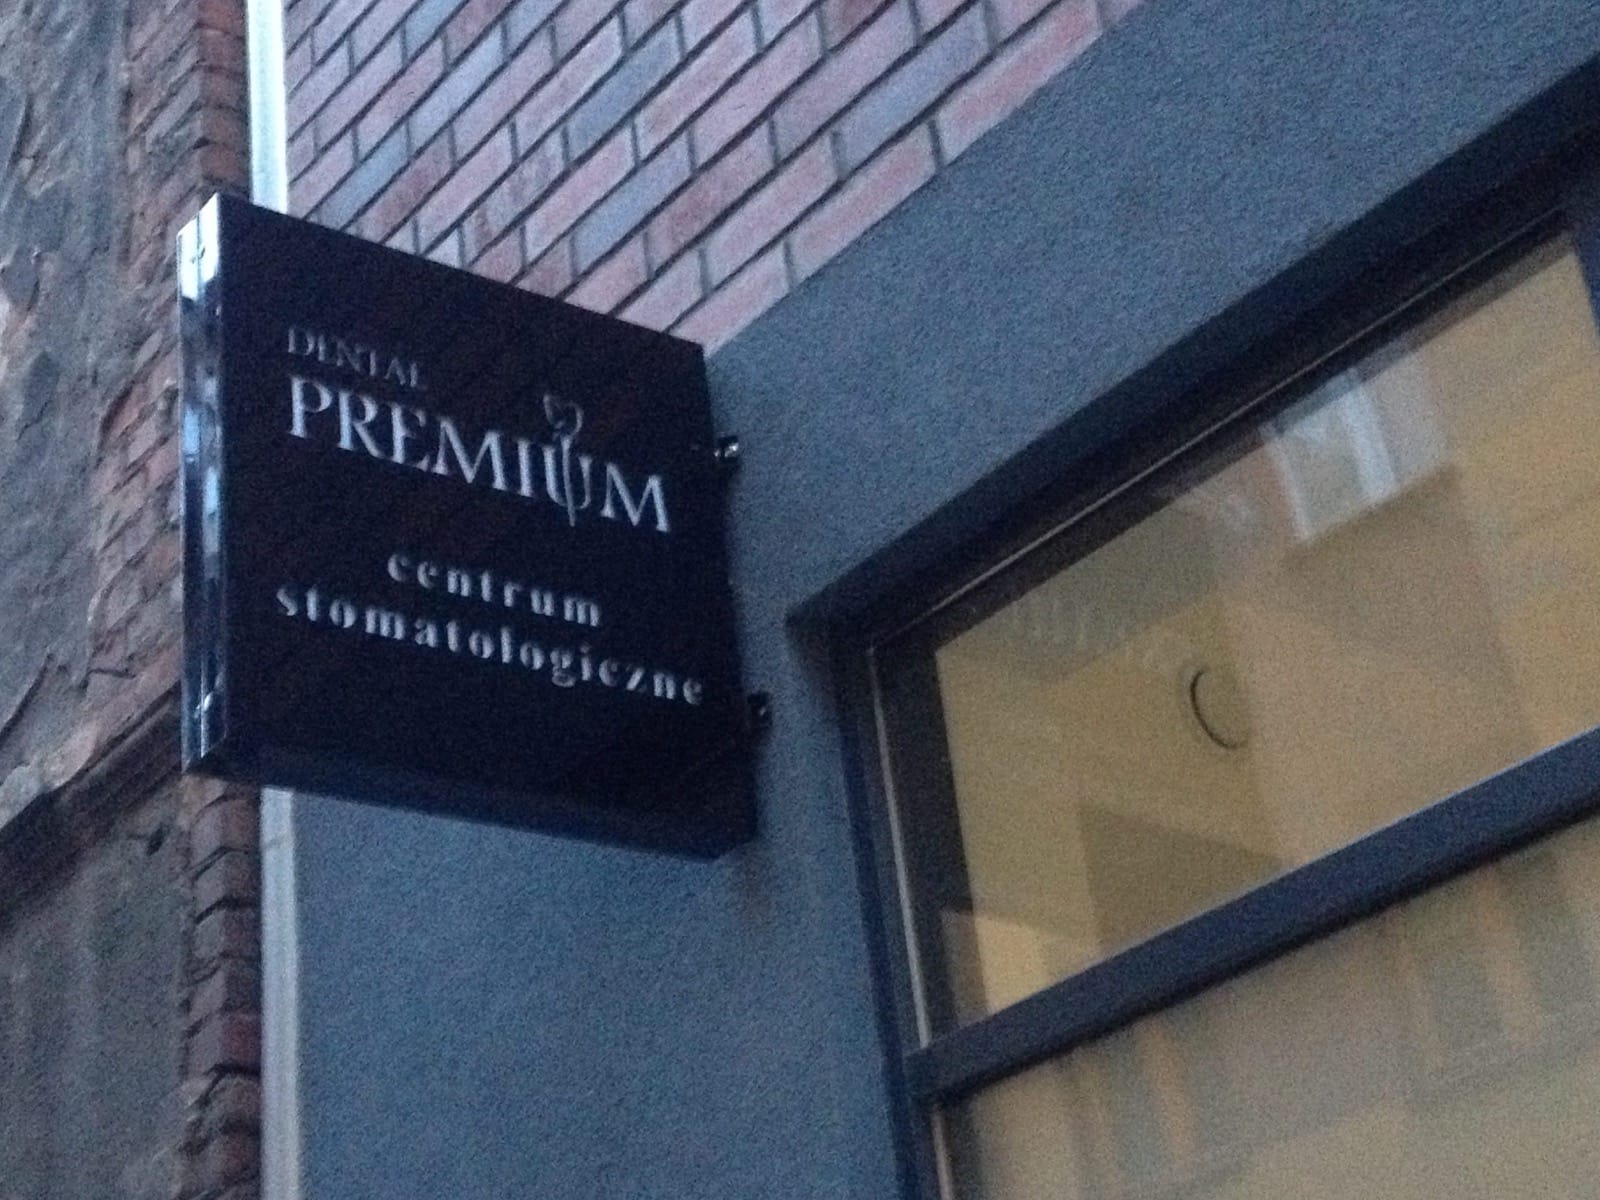 DENTAL
PREMIUM
centrum
stomatologiczne